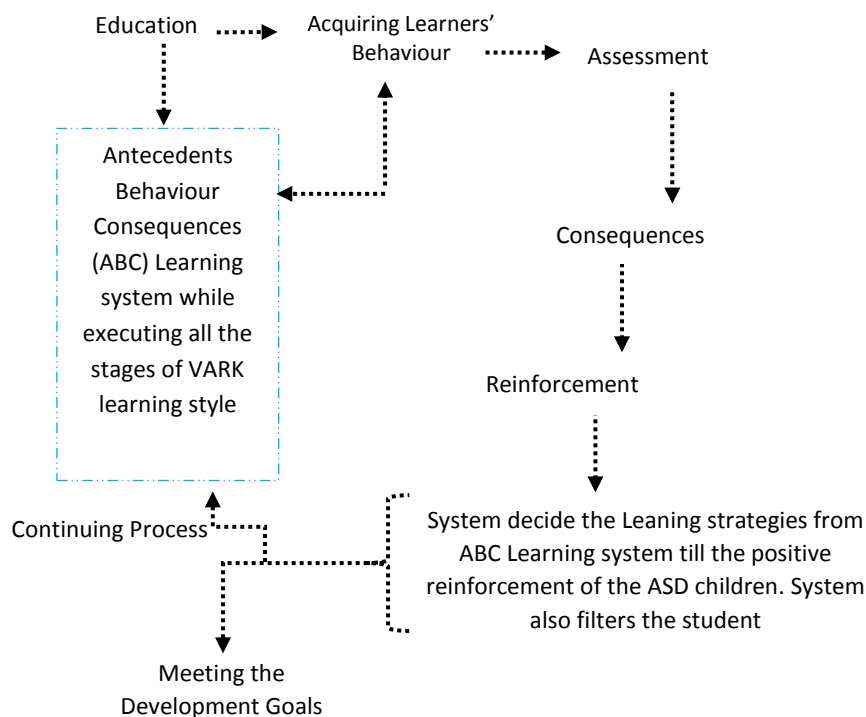 Education
Acquiring Learners’
Behaviour
Assessment
Antecedents
Behaviour
Consequences
(ABC) Learning
system while
executing all the
stages of VARK
learning style
Consequences
Reinforcement
System decide the Leaning strategies from
ABC Learning system till the positive
reinforcement of the ASD children. System
also filters the student
Continuing Process
Meeting the
Development Goals